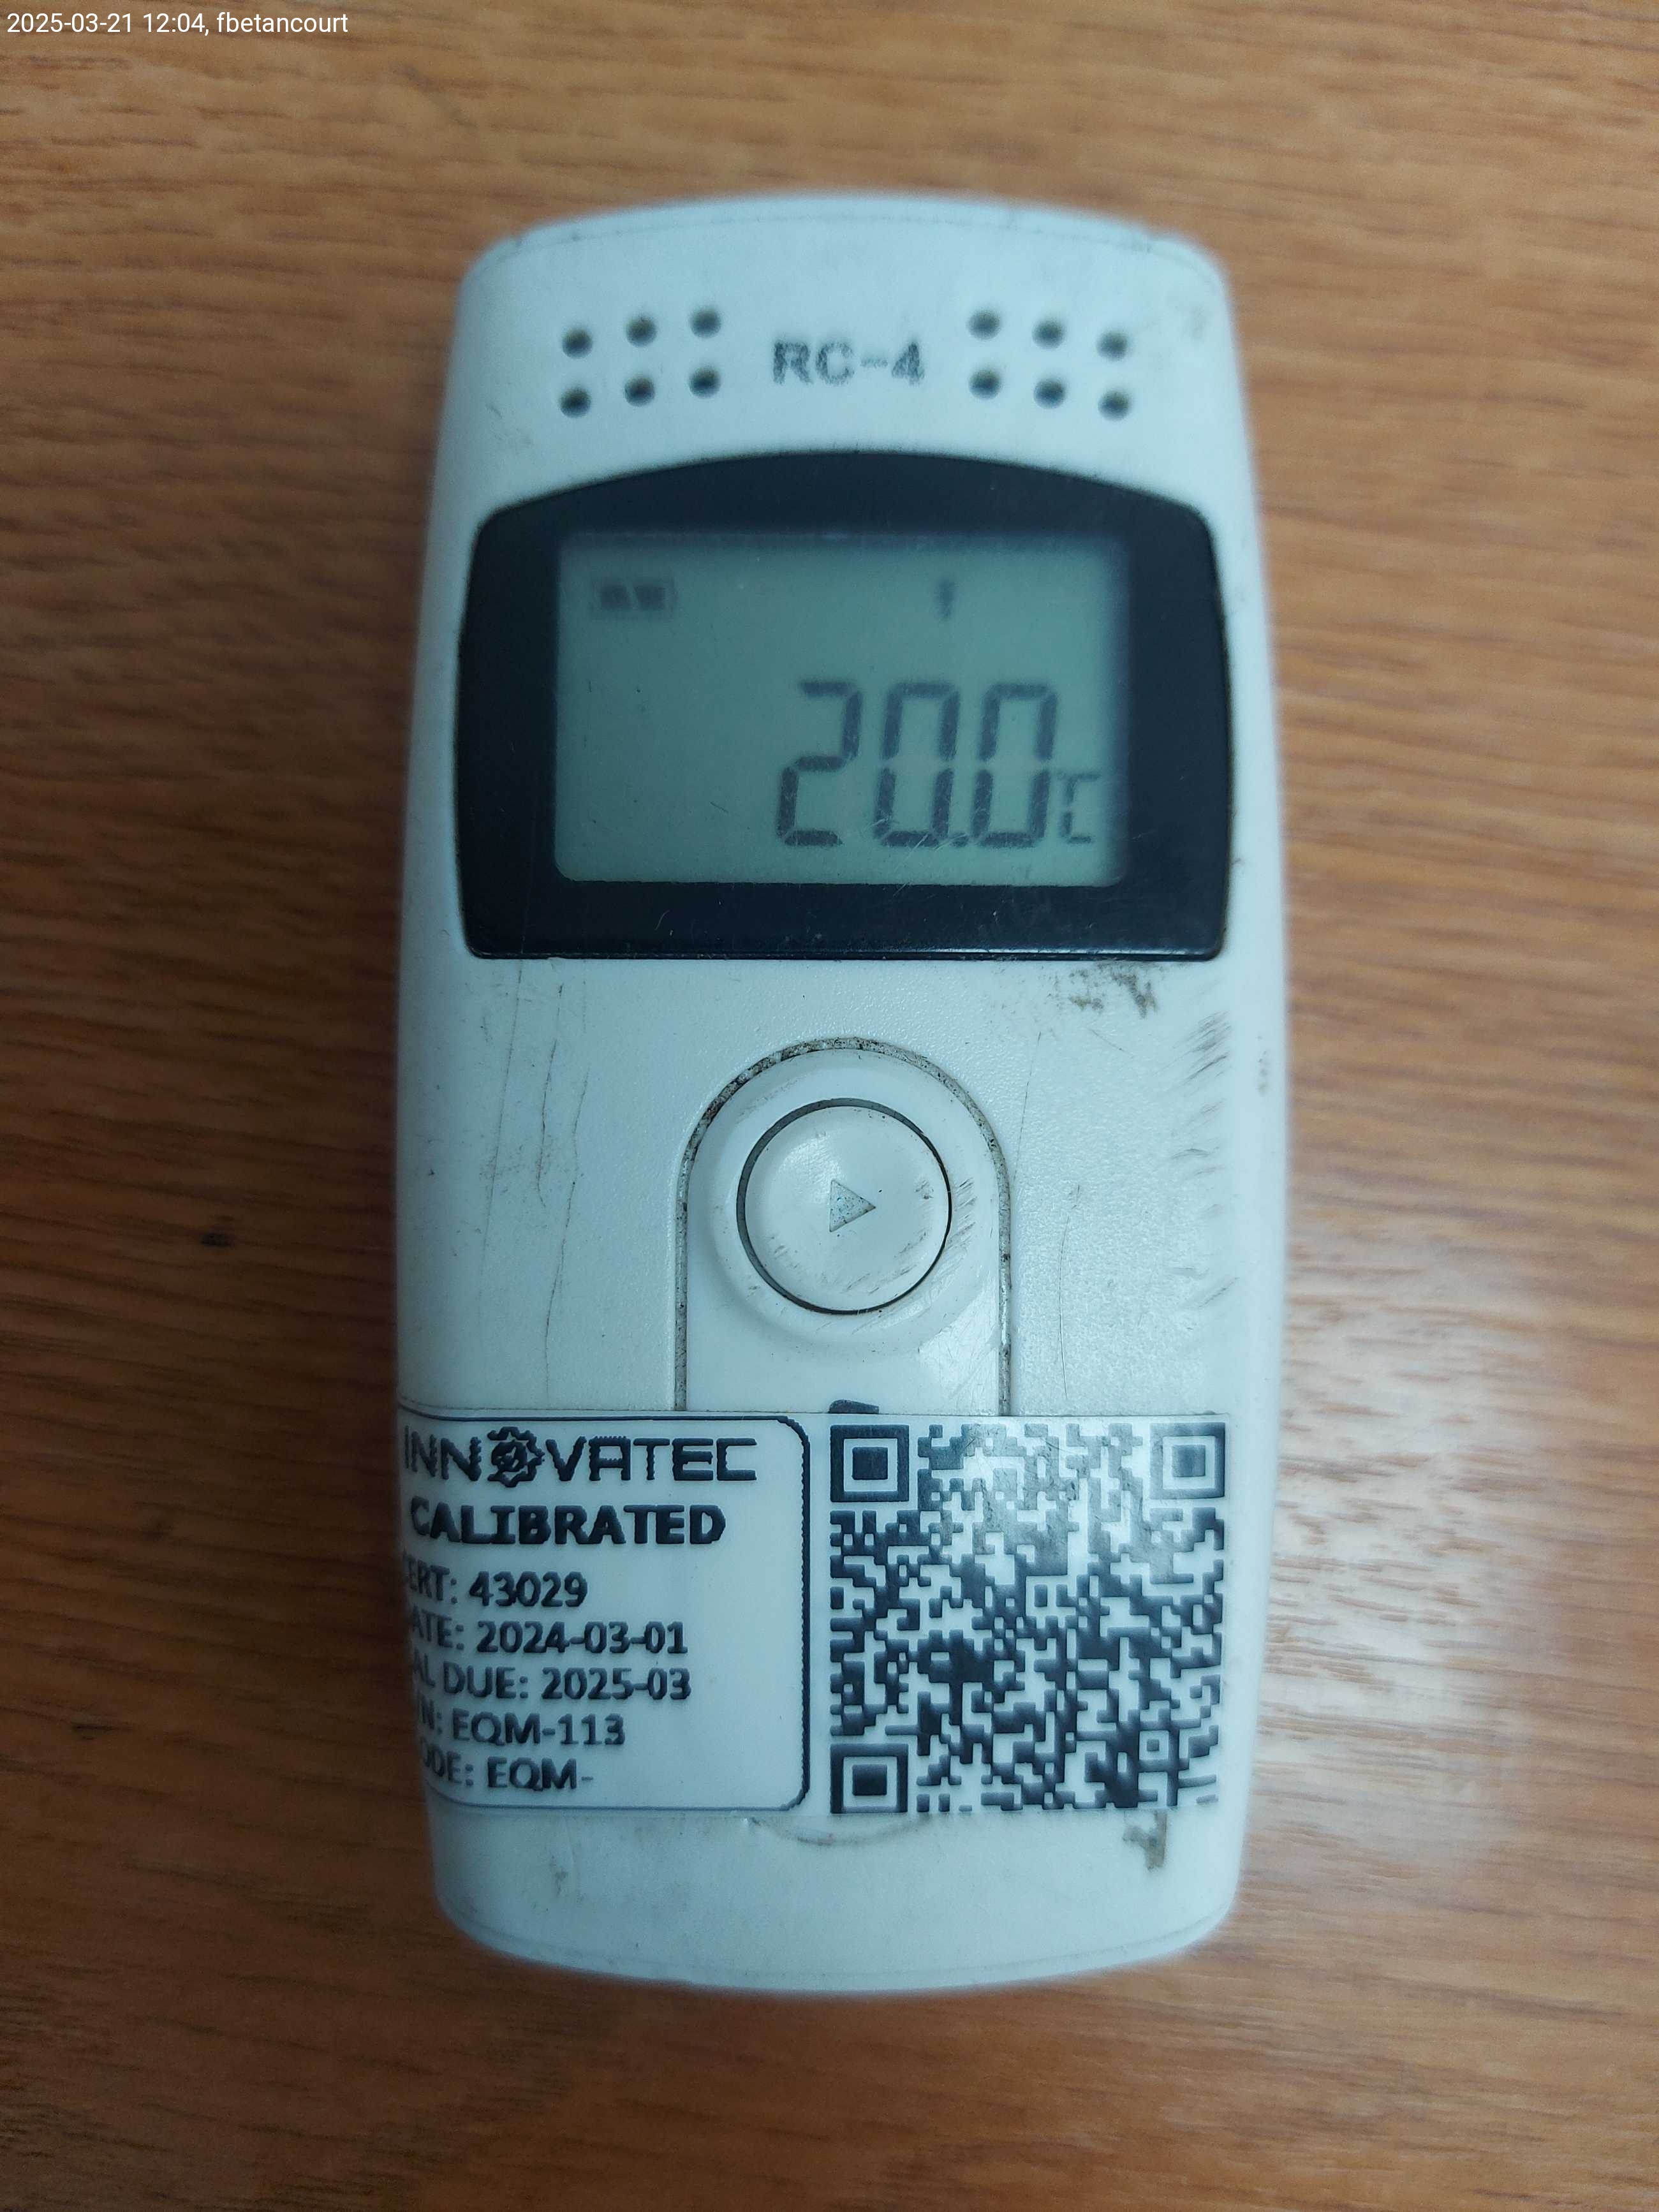 2025-03-21 12:04, fbetancourt
RC-4
20.0°C
INNOVATEC
CALIBRATED
ERT: 43029
ATE: 2024-03-01
AL DUE: 2025-03
N: EQM-113
ODE: EQM-